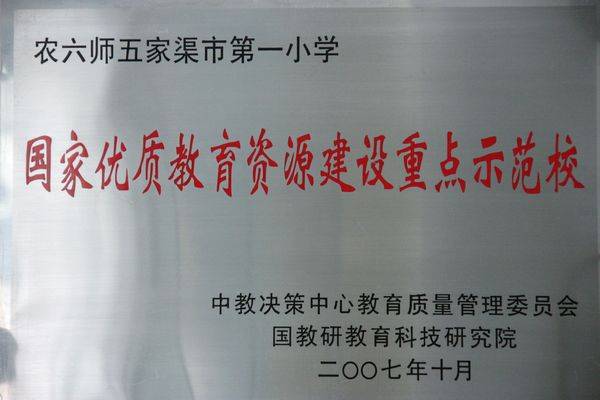 农六师五家渠市第一小学
国家优质教育资源建设重点示范校
中教决策中心教育质量管理委员会
国教研教育科技研究院
二〇〇七年十月